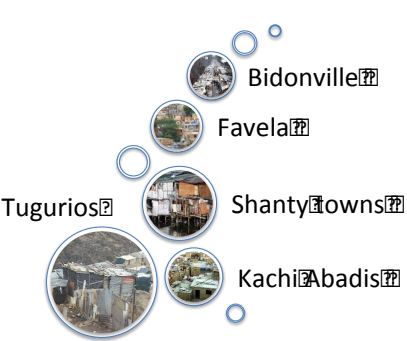 Bidonville
Favela
Tugurios
Shanty towns
Kachi Abadis